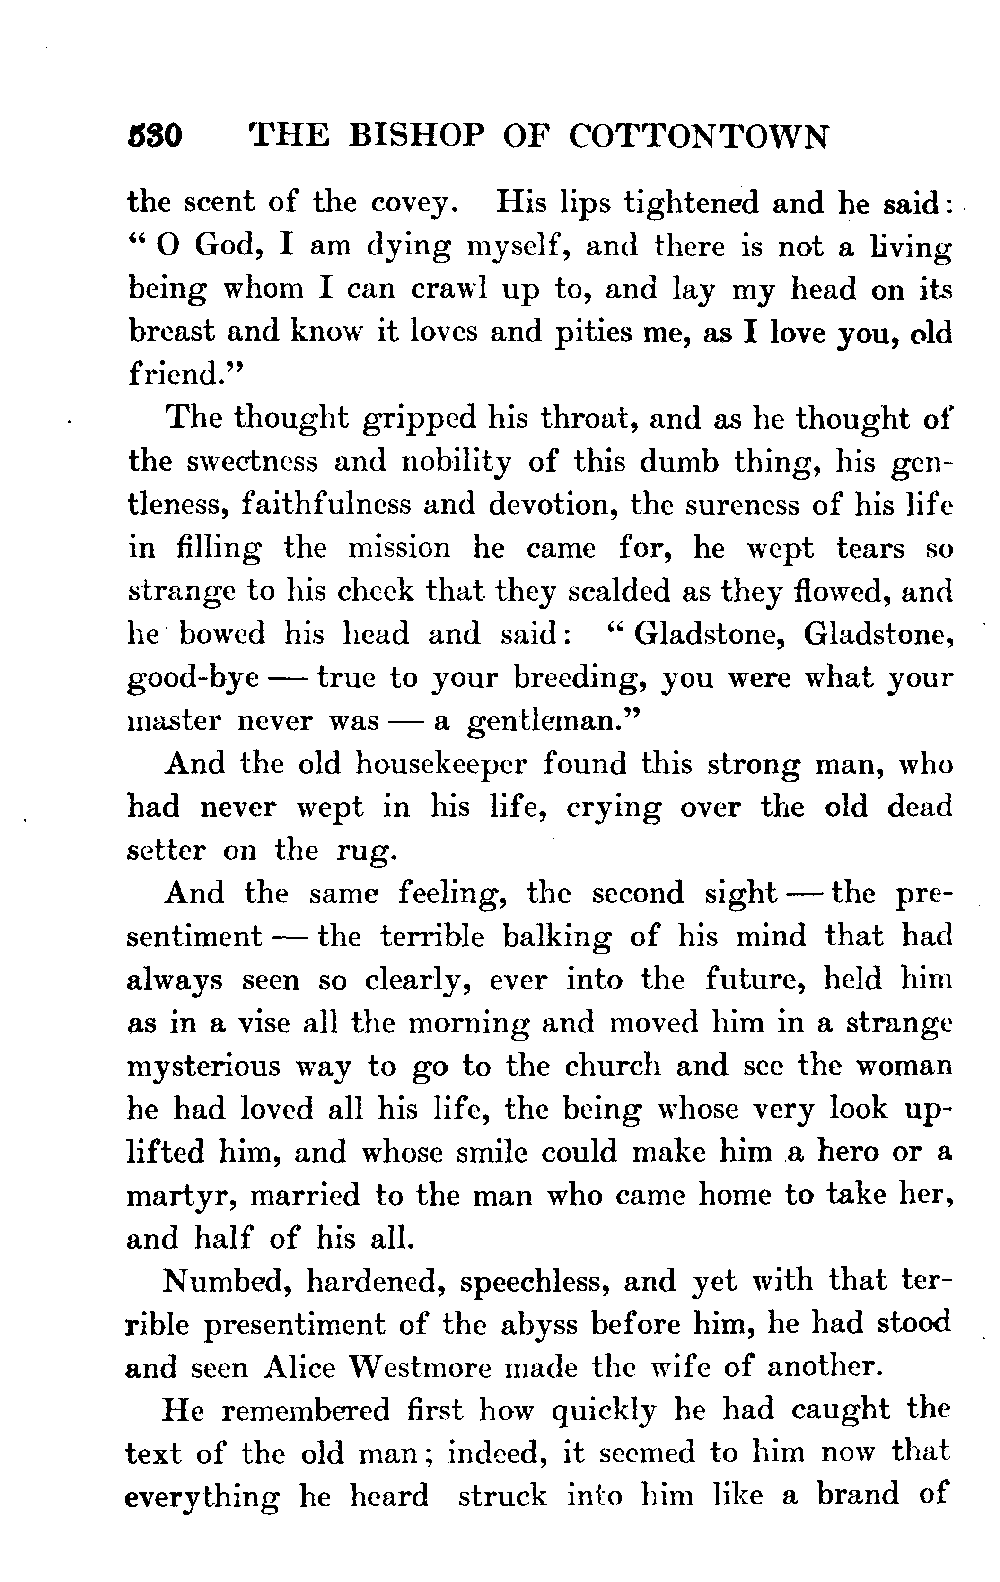 530 THE BISHOP OF COTTONTOWN
the scent of the covey. His lips tightened and he said:
“ O God, I am dying myself, and there is not a living
being whom I can crawl up to, and lay my head on its
breast and know it loves and pities me, as I love you, old
friend.”
The thought gripped his throat, and as he thought of
the sweetness and nobility of this dumb thing, his gen-
tleness, faithfulness and devotion, the sureness of his life
in filling the mission he came for, he wept tears so
strange to his cheek that they scalded as they flowed, and
he bowed his head and said: “ Gladstone, Gladstone,
good-bye — true to your breeding, you were what your
master never was — a gentleman.”
And the old housekeeper found this strong man, who
had never wept in his life, crying over the old dead
setter on the rug.
And the same feeling, the second sight — the pre-
sentiment — the terrible balking of his mind that had
always seen so clearly, ever into the future, held him
as in a vise all the morning and moved him in a strange
mysterious way to go to the church and see the woman
he had loved all his life, the being whose very look up-
lifted him, and whose smile could make him a hero or a
martyr, married to the man who came home to take her,
and half of his all.
Numbed, hardened, speechless, and yet with that ter-
rible presentiment of the abyss before him, he had stood
and seen Alice Westmore made the wife of another.
He remembered first how quickly he had caught the
text of the old man; indeed, it seemed to him now that
everything he heard struck into him like a brand of